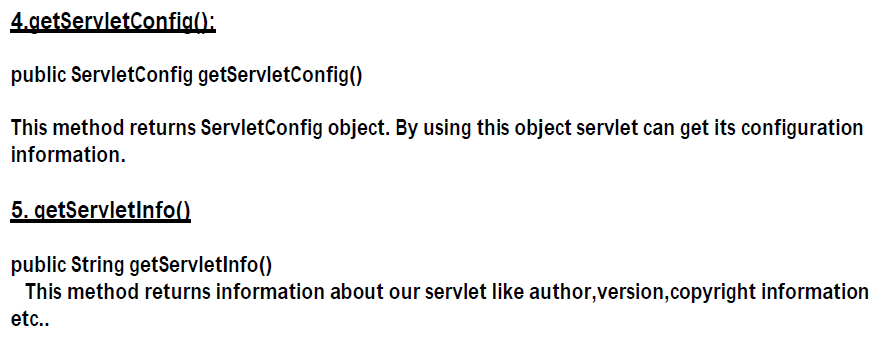 4.getServletConfig():
public ServletConfig getServletConfig()
This method returns ServletConfig object. By using this object servlet can get its configuration
information.
5. getServletInfo()
public String getServletInfo()
This method returns information about our servlet like author,version,copyright information
etc..